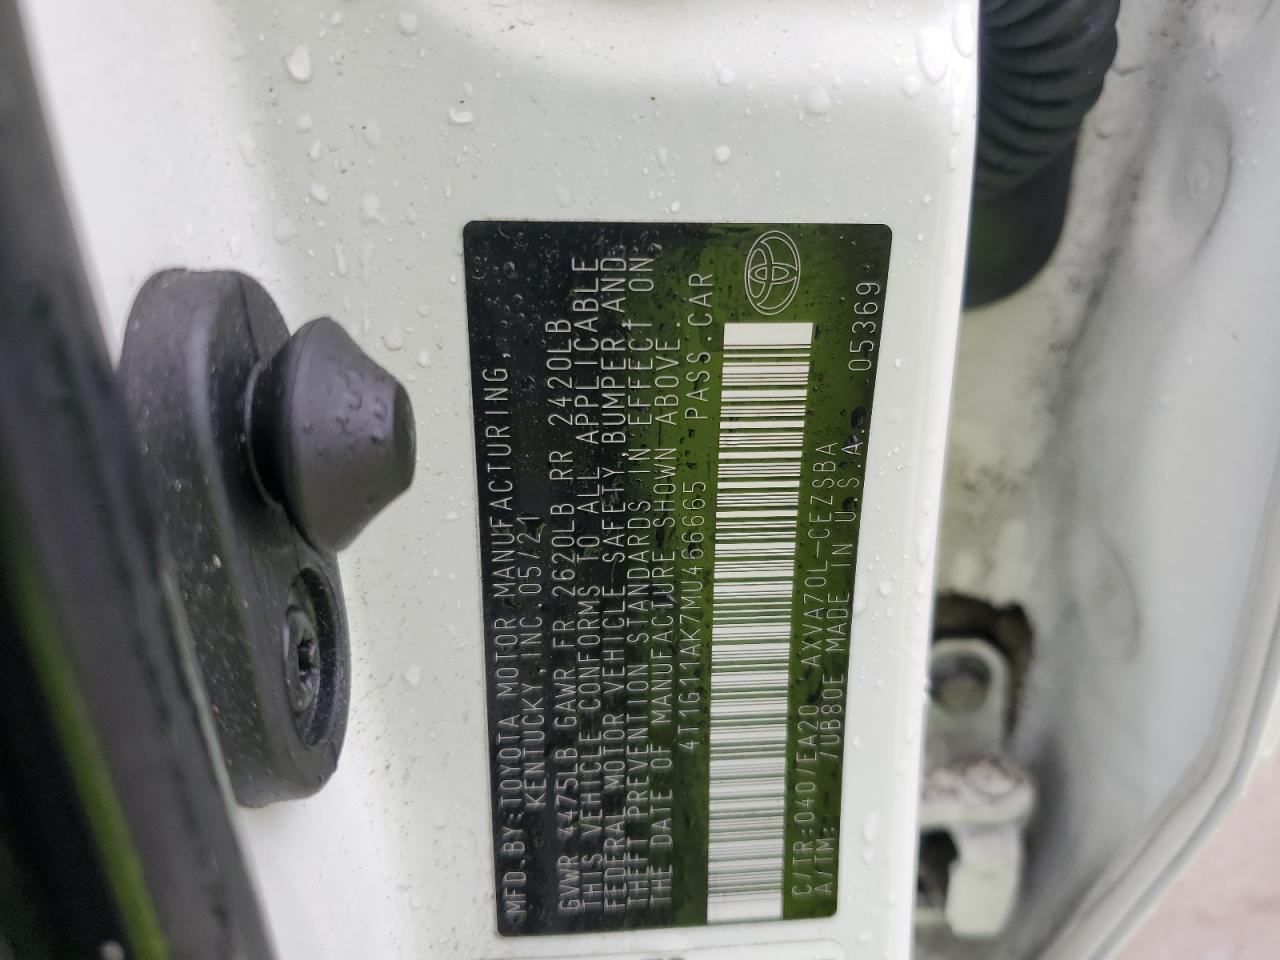 MFD.BY:TOYOTA MOTOR MANUFACTURING,
KENTUCKY,INC.05/21
GVWR 4475LB GAWR FR 2620LB RR 2420LB
THIS VEHICLE CONFORMS TO ALL APPLICABLE
FEDERAL MOTOR VEHICLE SAFETY,BUMPER,AND
THEFT PREVENTION STANDARDS IN EFFECT ON
THE DATE OF MANUFACTURE SHOWN ABOVE.
4T1G11AK7MU466665 PASS.CAR
C/TR:040/EA20 AXVA70L-CEZSBA
A/TM: /UB80E MADE IN U.S.A. 05369